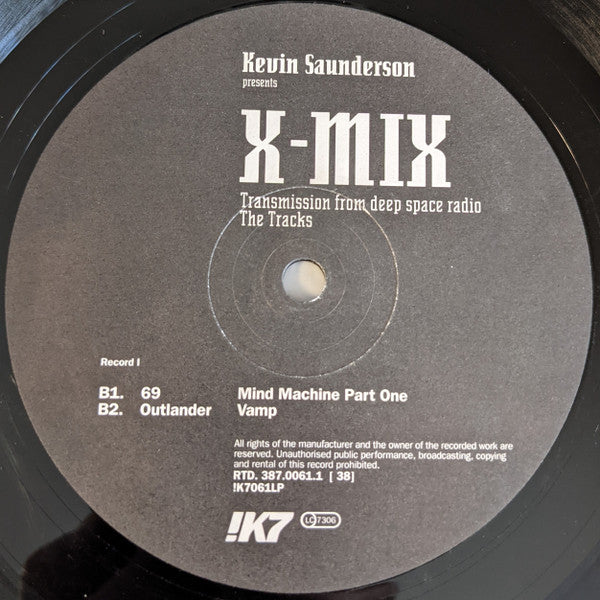 Kevin Saunderson
presents
X-MIX
Transmission from deep space radio
The Tracks
Record I
B1. 69 Mind Machine Part One
B2. Outlander Vamp
All rights of the manufacturer and the owner of the recorded work are
reserved. Unauthorised public performance, broadcasting, copying
and rental of this record prohibited.
RTD. 387.0061.1 [ 38]
!K7061LP
!K7 LC 7306